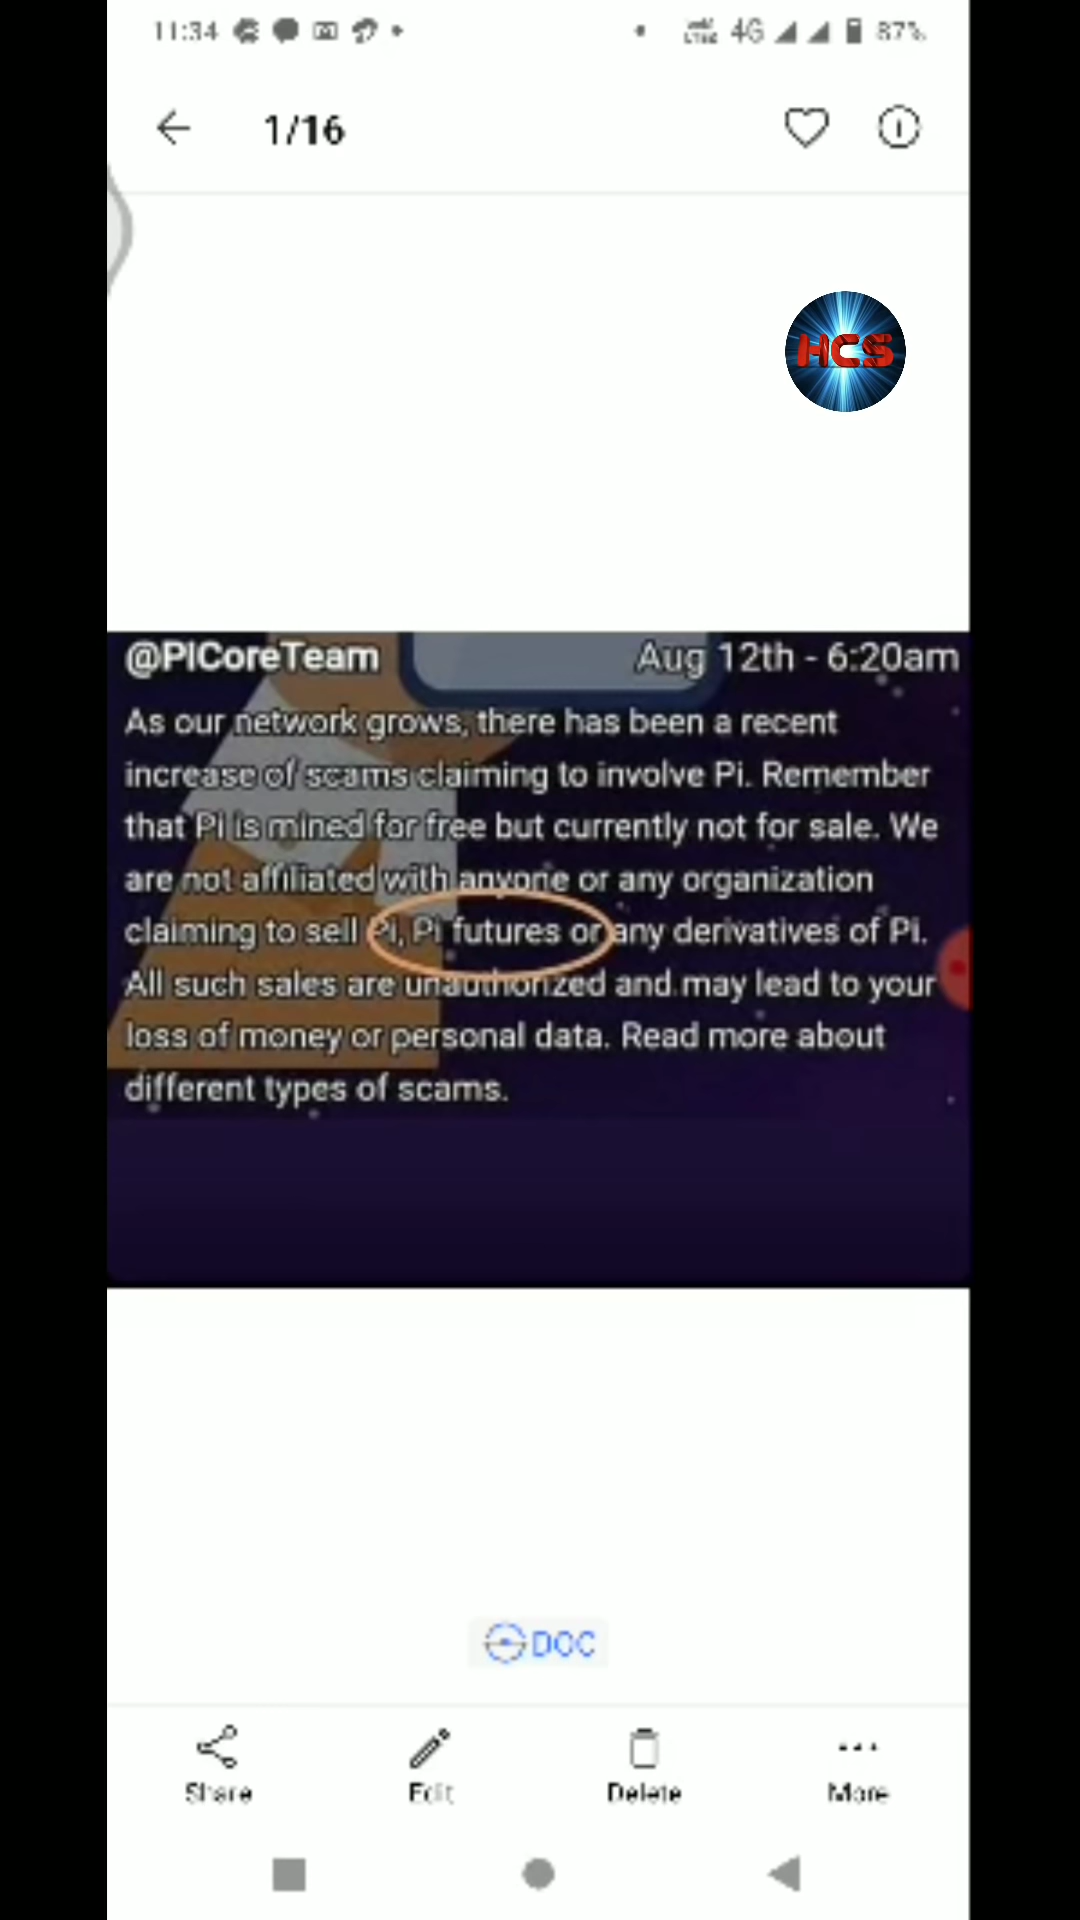 11:34
4G
87%
1/16
HCS
@PICoreTeam
Aug 12th - 6:20am
As our network grows, there has been a recent
increase of scams claiming to involve Pi. Remember
that Pi is mined for free but currently not for sale. We
are not affiliated with anyone or any organization
claiming to sell Pi, Pi futures or any derivatives of Pi.
All such sales are unauthorized and may lead to your
loss of money or personal data. Read more about
different types of scams.
DOC
Share
Edit
Delete
More